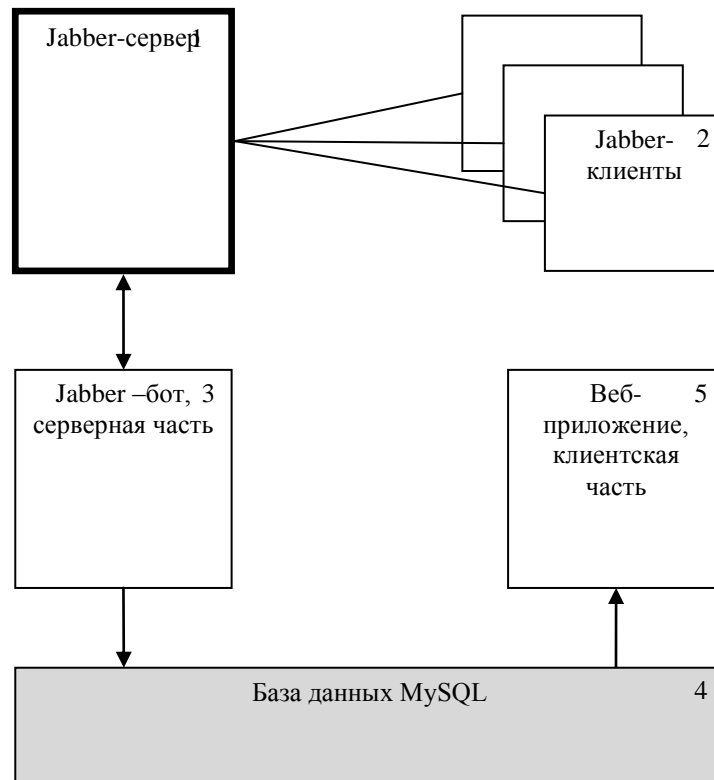 Jabber-сервер 1
Jabber- 2
клиенты
Jabber –бот, 3
серверная часть
Веб- 5
приложение,
клиентская
часть
База данных MySQL 4